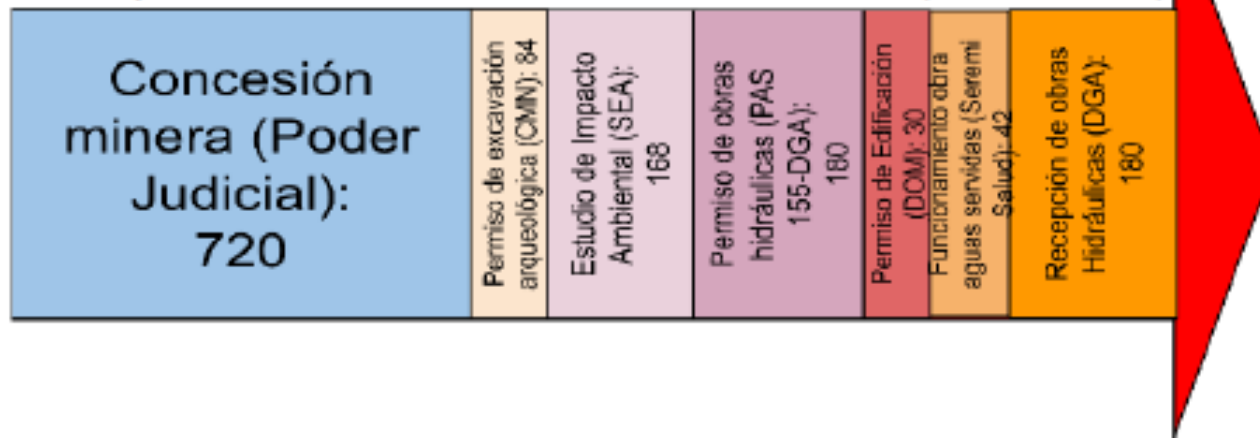 Concesión
minera (Poder
Judicial):
720
Permiso de excavación
arqueológica (CMN): 84
Estudio de Impacto
Ambiental (SEA):
168
Permiso de obras
hidráulicas (PAS
155-DGA):
180
Permiso de Edificación
(DOM): 30
Funcionamiento obra
aguas servidas (Seremi
Salud): 42
Recepción de obras
Hidráulicas (DGA):
180